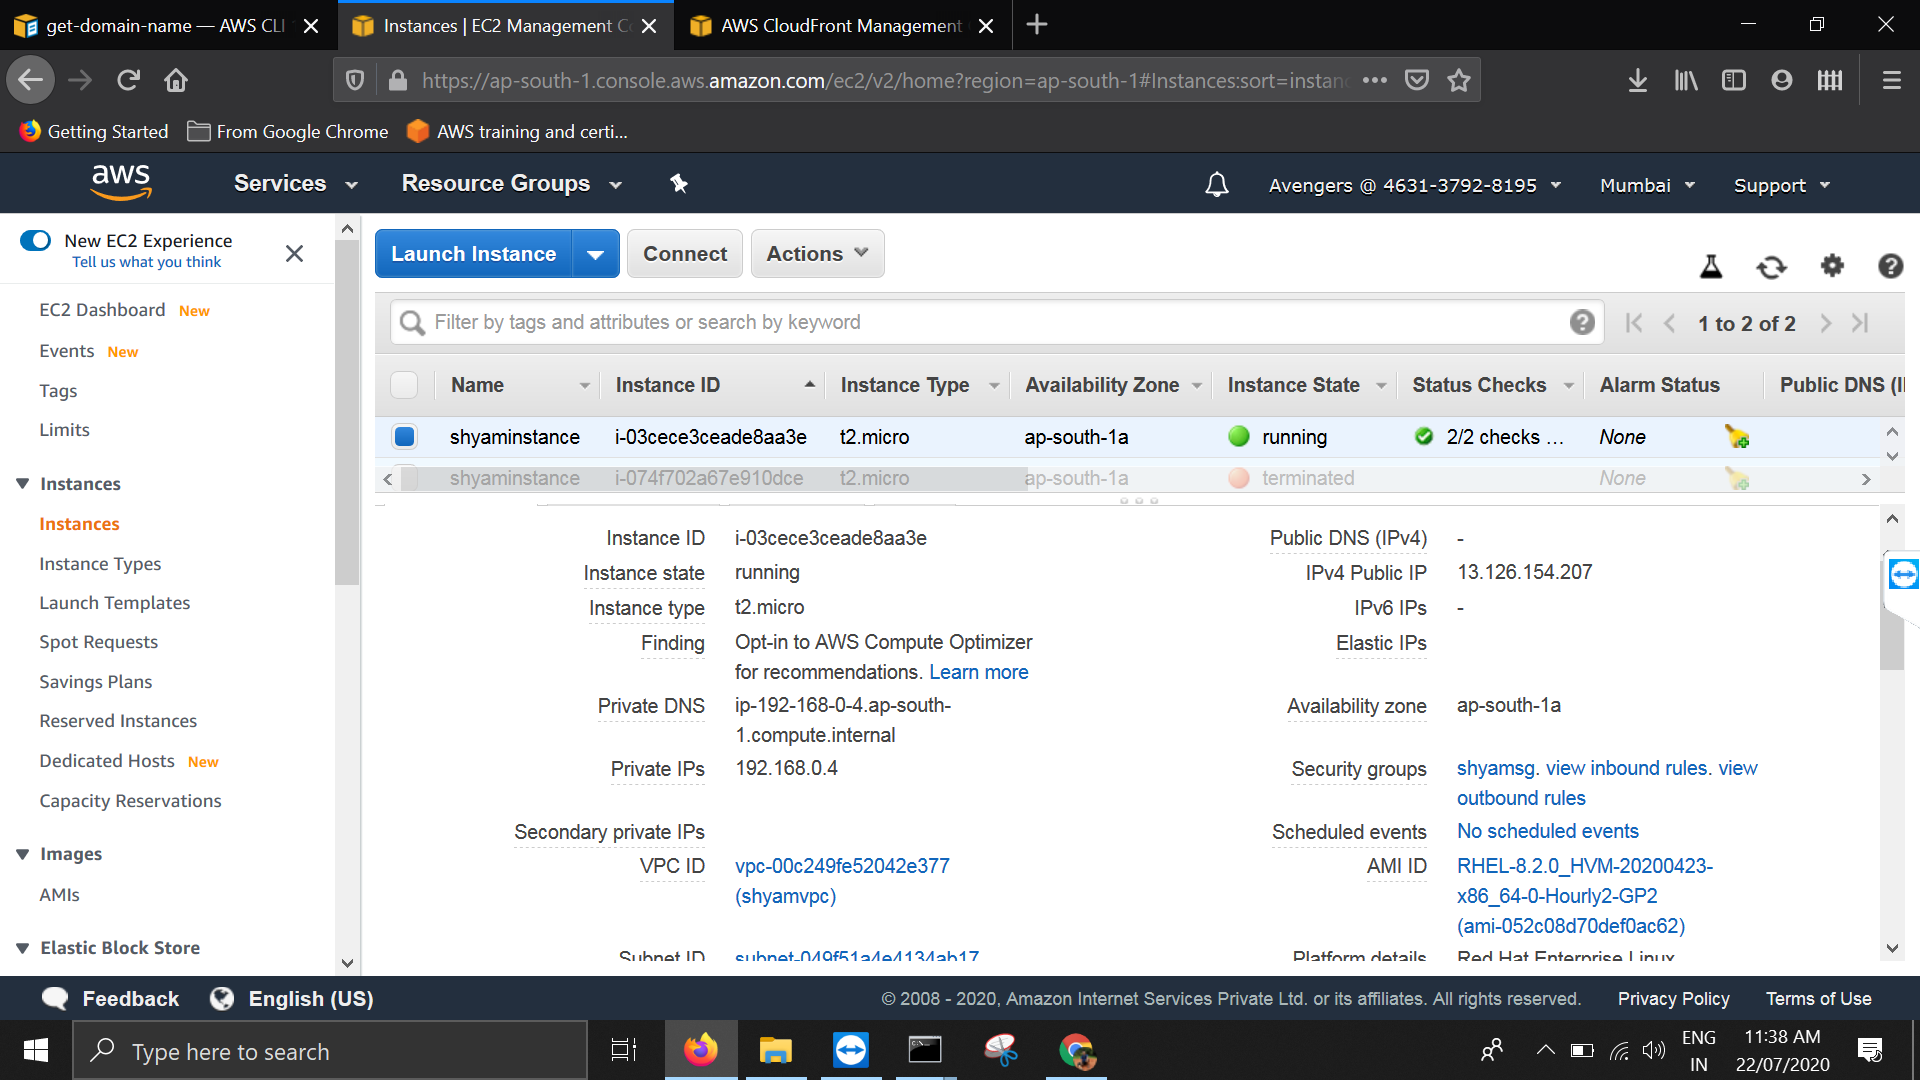 get-domain-name — AWS CLI
Instances | EC2 Management Co
AWS CloudFront Management
https://ap-south-1.console.aws.amazon.com/ec2/v2/home?region=ap-south-1#Instances:sort=instanc
Getting Started
From Google Chrome
AWS training and certi...
aws
Services
Resource Groups
Avengers @ 4631-3792-8195
Mumbai
Support
New EC2 Experience
Tell us what you think
EC2 Dashboard New
Events New
Tags
Limits
Instances
Instances
Instance Types
Launch Templates
Spot Requests
Savings Plans
Reserved Instances
Dedicated Hosts New
Capacity Reservations
Images
AMIs
Elastic Block Store
Launch Instance
Connect
Actions
Filter by tags and attributes or search by keyword
1 to 2 of 2
Name Instance ID Instance Type Availability Zone Instance State Status Checks Alarm Status Public DNS (I
shyaminstance i-03cece3ceade8aa3e t2.micro ap-south-1a running 2/2 checks ... None
shyaminstance i-074f702a67e910dce t2.micro ap-south-1a terminated None
Instance ID i-03cece3ceade8aa3e
Instance state running
Instance type t2.micro
Finding Opt-in to AWS Compute Optimizer
for recommendations. Learn more
Private DNS ip-192-168-0-4.ap-south-
1.compute.internal
Private IPs 192.168.0.4
Secondary private IPs
VPC ID vpc-00c249fe52042e377
(shyamvpc)
Subnet ID subnet-049f51a4e4134ab17
Public DNS (IPv4) -
IPv4 Public IP 13.126.154.207
IPv6 IPs -
Elastic IPs
Availability zone ap-south-1a
Security groups shyamsg. view inbound rules. view
outbound rules
Scheduled events No scheduled events
AMI ID RHEL-8.2.0_HVM-20200423-
x86_64-0-Hourly2-GP2
(ami-052c08d70def0ac62)
Platform details Red Hat Enterprise Linux
Feedback
English (US)
© 2008 - 2020, Amazon Internet Services Private Ltd. or its affiliates. All rights reserved.
Privacy Policy
Terms of Use
Type here to search
ENG
IN
11:38 AM
22/07/2020